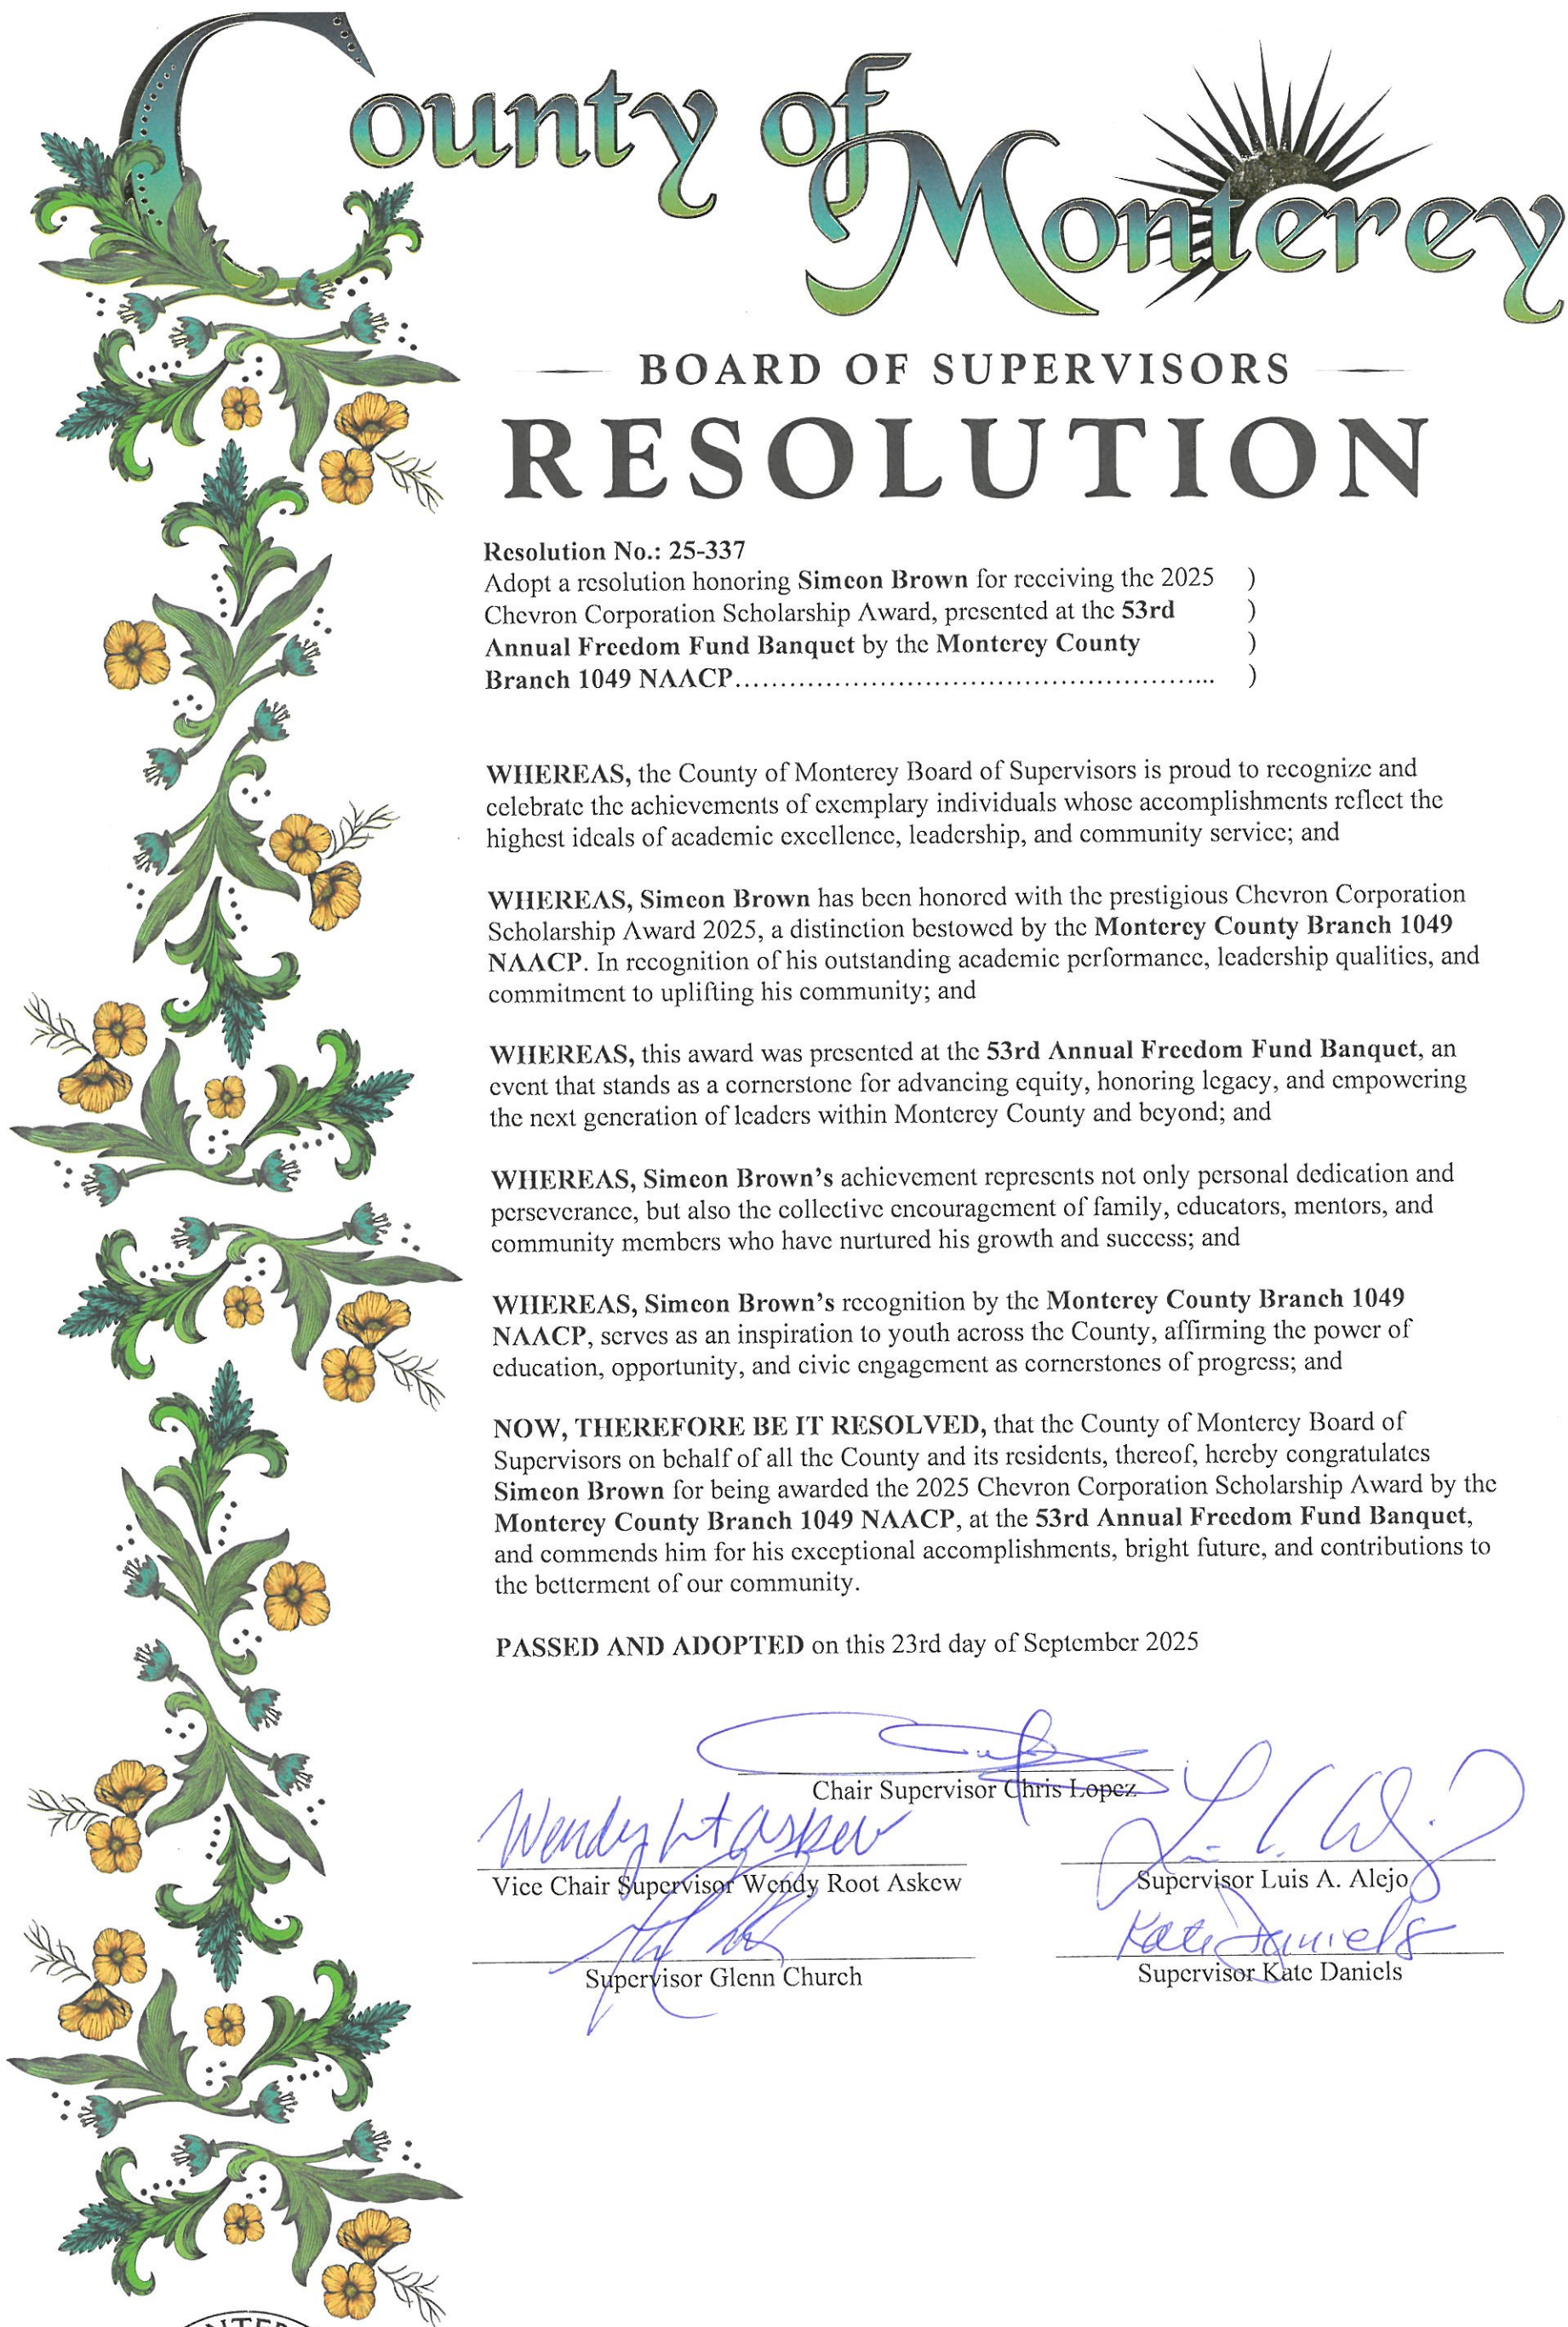 County of
Monterey
BOARD OF SUPERVISORS
RESOLUTION
Resolution No.: 25-337
Adopt a resolution honoring Simeon Brown for receiving the 2025 )
Chevron Corporation Scholarship Award, presented at the 53rd )
Annual Freedom Fund Banquet by the Monterey County )
Branch 1049 NAACP……………………………………………... )
WHEREAS, the County of Monterey Board of Supervisors is proud to recognize and
celebrate the achievements of exemplary individuals whose accomplishments reflect the
highest ideals of academic excellence, leadership, and community service; and
WHEREAS, Simeon Brown has been honored with the prestigious Chevron Corporation
Scholarship Award 2025, a distinction bestowed by the Monterey County Branch 1049
NAACP. In recognition of his outstanding academic performance, leadership qualities, and
commitment to uplifting his community; and
WHEREAS, this award was presented at the 53rd Annual Freedom Fund Banquet, an
event that stands as a cornerstone for advancing equity, honoring legacy, and empowering
the next generation of leaders within Monterey County and beyond; and
WHEREAS, Simeon Brown’s achievement represents not only personal dedication and
perseverance, but also the collective encouragement of family, educators, mentors, and
community members who have nurtured his growth and success; and
WHEREAS, Simeon Brown’s recognition by the Monterey County Branch 1049
NAACP, serves as an inspiration to youth across the County, affirming the power of
education, opportunity, and civic engagement as cornerstones of progress; and
NOW, THEREFORE BE IT RESOLVED, that the County of Monterey Board of
Supervisors on behalf of all the County and its residents, thereof, hereby congratulates
Simeon Brown for being awarded the 2025 Chevron Corporation Scholarship Award by the
Monterey County Branch 1049 NAACP, at the 53rd Annual Freedom Fund Banquet,
and commends him for his exceptional accomplishments, bright future, and contributions to
the betterment of our community.
PASSED AND ADOPTED on this 23rd day of September 2025
Chair Supervisor Chris Lopez
Wendy Rt Askew
Vice Chair Supervisor Wendy Root Askew
Supervisor Luis A. Alejo
Kate Daniels
Supervisor Glenn Church
Supervisor Kate Daniels